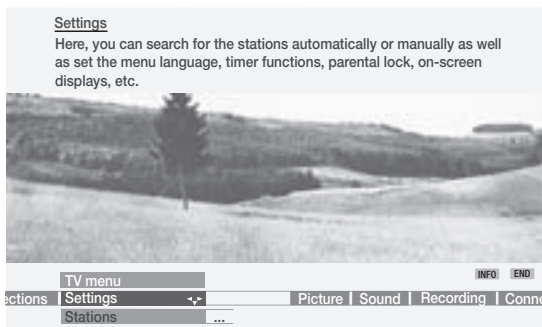 Settings
Here, you can search for the stations automatically or manually as well
as set the menu language, timer functions, parental lock, on-screen
displays, etc.
INFO END
TV menu
ections Settings Picture Sound Recording Conne
Stations ...